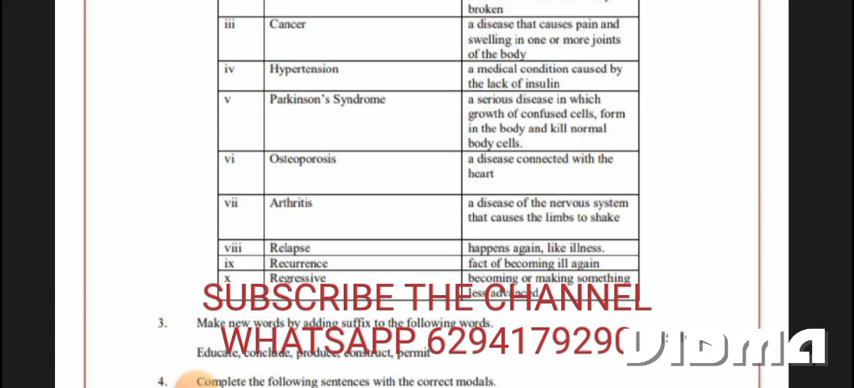 broken
iii Cancer a disease that causes pain and
swelling in one or more joints
of the body
iv Hypertension a medical condition caused by
the lack of insulin
v Parkinson's Syndrome a serious disease in which
growth of confused cells, form
in the body and kill normal
body cells.
vi Osteoporosis a disease connected with the
heart
vii Arthritis a disease of the nervous system
that causes the limbs to shake
viii Relapse happens again, like illness.
ix Recurrence fact of becoming ill again
x Regressive becoming or making something
less advanced
SUBSCRIBE THE CHANNEL
3. Make new words by adding suffix to the following words.
WHATSAPP 629417929
Educate, conclude, produce, construct, permit
VIDMA
4. Complete the following sentences with the correct modals.